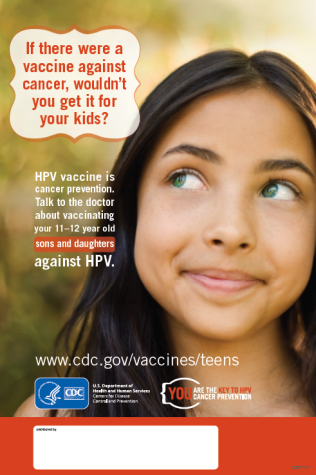 If there were a
vaccine against
cancer, wouldn't
you get it for
your kids?
HPV vaccine is
cancer prevention.
Talk to the doctor
about vaccinating
your 11–12 year old
sons and daughters
against HPV.
www.cdc.gov/vaccines/teens
CDC
U.S. Department of
Health and Human Services
Centers for Disease
Control and Prevention
YOU ARE THE KEY TO HPV
CANCER PREVENTION